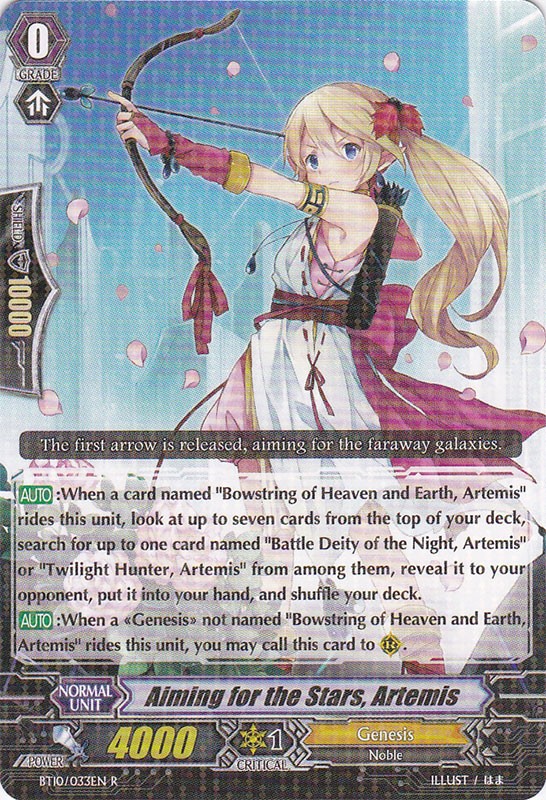 0
GRADE
SHIELD
10000
The first arrow is released, aiming for the faraway galaxies.
AUTO :When a card named "Bowstring of Heaven and Earth, Artemis"
rides this unit, look at up to seven cards from the top of your deck,
search for up to one card named "Battle Deity of the Night, Artemis"
or "Twilight Hunter, Artemis" from among them, reveal it to your
opponent, put it into your hand, and shuffle your deck.
AUTO :When a «Genesis» not named "Bowstring of Heaven and Earth,
Artemis" rides this unit, you may call this card to R.
NORMAL
UNIT
Aiming for the Stars, Artemis
POWER
4000
1
CRITICAL
Genesis
Noble
BT10/033EN R
ILLUST / はま